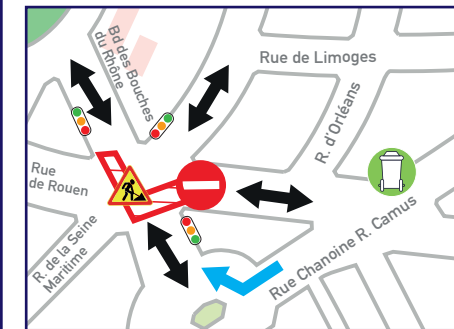 Bd des Bouches
du Rhône
Rue de Limoges
R. d'Orléans
Rue
de Rouen
R. de la Seine
Maritime
Rue Chanoine R. Camus